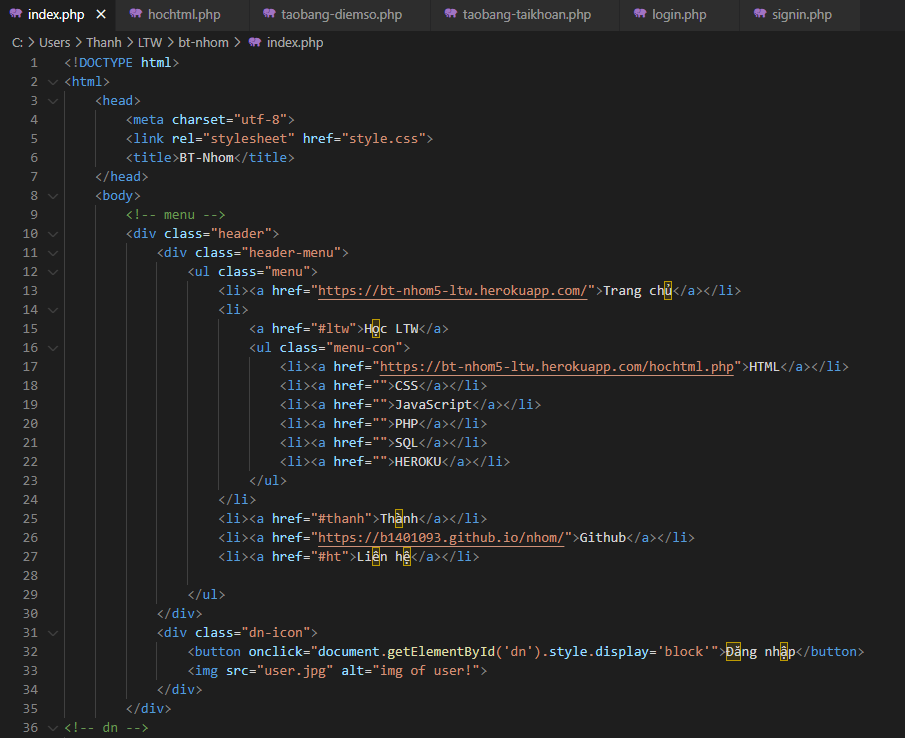 index.php hochtml.php taobang-diemso.php taobang-taikhoan.php login.php signin.php
C: > Users > Thanh > LTW > bt-nhom > index.php
1 <!DOCTYPE html>
2 <html>
3 <head>
4 <meta charset="utf-8">
5 <link rel="stylesheet" href="style.css">
6 <title>BT-Nhom</title>
7 </head>
8 <body>
9 <!-- menu -->
10 <div class="header">
11 <div class="header-menu">
12 <ul class="menu">
13 <li><a href="https://bt-nhom5-ltw.herokuapp.com/">Trang chủ</a></li>
14 <li>
15 <a href="#ltw">Học LTW</a>
16 <ul class="menu-con">
17 <li><a href="https://bt-nhom5-ltw.herokuapp.com/hochtml.php">HTML</a></li>
18 <li><a href="">CSS</a></li>
19 <li><a href="">JavaScript</a></li>
20 <li><a href="">PHP</a></li>
21 <li><a href="">SQL</a></li>
22 <li><a href="">HEROKU</a></li>
23 </ul>
24 </li>
25 <li><a href="#thanh">Thành</a></li>
26 <li><a href="https://b1401093.github.io/nhom/">Github</a></li>
27 <li><a href="#ht">Liên hệ</a></li>
28
29 </ul>
30 </div>
31 <div class="dn-icon">
32 <button onclick="document.getElementById('dn').style.display='block'">Đăng nhập</button>
33 <img src="user.jpg" alt="img of user!">
34 </div>
35 </div>
36 <!-- dn -->